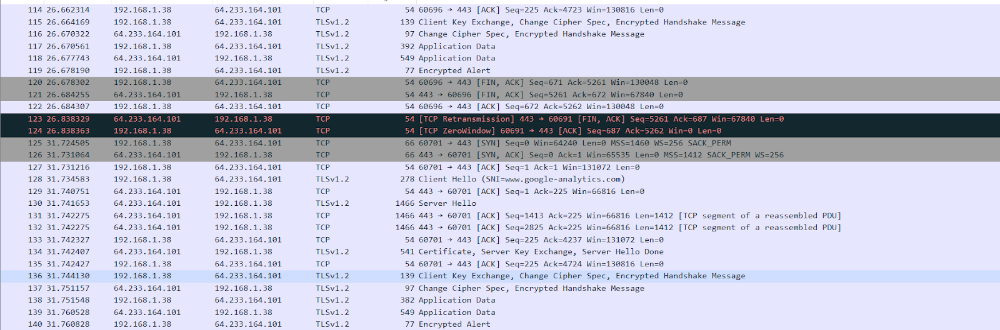 114 26.662314 192.168.1.38 64.233.164.101 TCP 54 60696 → 443 [ACK] Seq=225 Ack=4723 Win=130816 Len=0
115 26.664169 192.168.1.38 64.233.164.101 TLSv1.2 139 Client Key Exchange, Change Cipher Spec, Encrypted Handshake Message
116 26.670322 64.233.164.101 192.168.1.38 TLSv1.2 97 Change Cipher Spec, Encrypted Handshake Message
117 26.670561 192.168.1.38 64.233.164.101 TLSv1.2 392 Application Data
118 26.677743 64.233.164.101 192.168.1.38 TLSv1.2 549 Application Data
119 26.678190 192.168.1.38 64.233.164.101 TLSv1.2 77 Encrypted Alert
120 26.678302 192.168.1.38 64.233.164.101 TCP 54 60696 → 443 [FIN, ACK] Seq=671 Ack=5261 Win=130048 Len=0
121 26.684255 64.233.164.101 192.168.1.38 TCP 54 443 → 60696 [FIN, ACK] Seq=5261 Ack=672 Win=67840 Len=0
122 26.684307 192.168.1.38 64.233.164.101 TCP 54 60696 → 443 [ACK] Seq=672 Ack=5262 Win=130048 Len=0
123 26.838329 64.233.164.101 192.168.1.38 TCP 54 [TCP Retransmission] 443 → 60691 [FIN, ACK] Seq=5261 Ack=687 Win=67840 Len=0
124 26.838363 192.168.1.38 64.233.164.101 TCP 54 [TCP ZeroWindow] 60691 → 443 [ACK] Seq=687 Ack=5262 Win=0 Len=0
125 31.724505 192.168.1.38 64.233.164.101 TCP 66 60701 → 443 [SYN] Seq=0 Win=64240 Len=0 MSS=1460 WS=256 SACK_PERM
126 31.731064 64.233.164.101 192.168.1.38 TCP 66 443 → 60701 [SYN, ACK] Seq=0 Ack=1 Win=65535 Len=0 MSS=1412 SACK_PERM WS=256
127 31.731216 192.168.1.38 64.233.164.101 TCP 54 60701 → 443 [ACK] Seq=1 Ack=1 Win=131072 Len=0
128 31.734583 192.168.1.38 64.233.164.101 TLSv1.2 278 Client Hello (SNI=www.google-analytics.com)
129 31.740751 64.233.164.101 192.168.1.38 TCP 54 443 → 60701 [ACK] Seq=1 Ack=225 Win=66816 Len=0
130 31.741653 64.233.164.101 192.168.1.38 TLSv1.2 1466 Server Hello
131 31.742275 64.233.164.101 192.168.1.38 TCP 1466 443 → 60701 [ACK] Seq=1413 Ack=225 Win=66816 Len=1412 [TCP segment of a reassembled PDU]
132 31.742275 64.233.164.101 192.168.1.38 TCP 1466 443 → 60701 [ACK] Seq=2825 Ack=225 Win=66816 Len=1412 [TCP segment of a reassembled PDU]
133 31.742327 192.168.1.38 64.233.164.101 TCP 54 60701 → 443 [ACK] Seq=225 Ack=4237 Win=131072 Len=0
134 31.742407 64.233.164.101 192.168.1.38 TLSv1.2 541 Certificate, Server Key Exchange, Server Hello Done
135 31.742427 192.168.1.38 64.233.164.101 TCP 54 60701 → 443 [ACK] Seq=225 Ack=4724 Win=130816 Len=0
136 31.744130 192.168.1.38 64.233.164.101 TLSv1.2 139 Client Key Exchange, Change Cipher Spec, Encrypted Handshake Message
137 31.751157 64.233.164.101 192.168.1.38 TLSv1.2 97 Change Cipher Spec, Encrypted Handshake Message
138 31.751548 192.168.1.38 64.233.164.101 TLSv1.2 382 Application Data
139 31.760528 64.233.164.101 192.168.1.38 TLSv1.2 549 Application Data
140 31.760828 192.168.1.38 64.233.164.101 TLSv1.2 77 Encrypted Alert